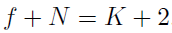 f + N = K + 2